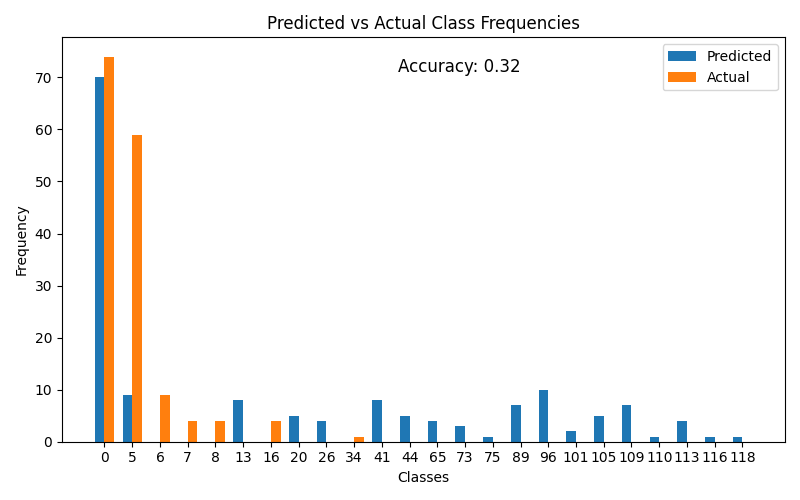 Predicted vs Actual Class Frequencies
Accuracy: 0.32
Predicted
Actual
Frequency
70
60
50
40
30
20
10
0
0 5 6 7 8 13 16 20 26 34 41 44 65 73 75 89 96 101 105 109 110 113 116 118
Classes